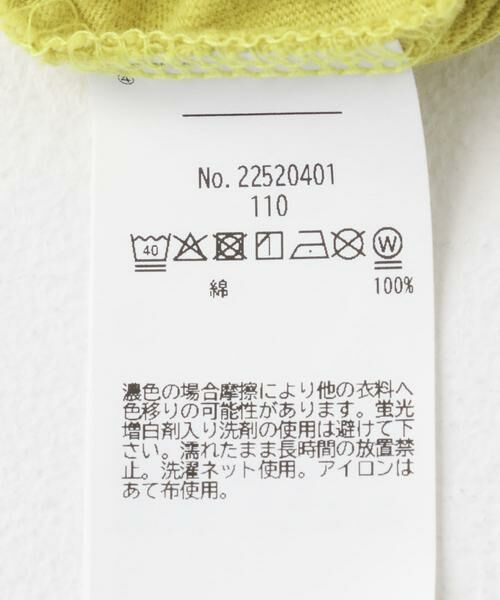 ④
No.22520401
110
40
W
綿 100%
濃色の場合摩擦により他の衣料へ
色移りの可能性があります。蛍光
増白剤入り洗剤の使用は避けて下
さい。濡れたまま長時間の放置禁
止。洗濯ネット使用。アイロンは
あて布使用。